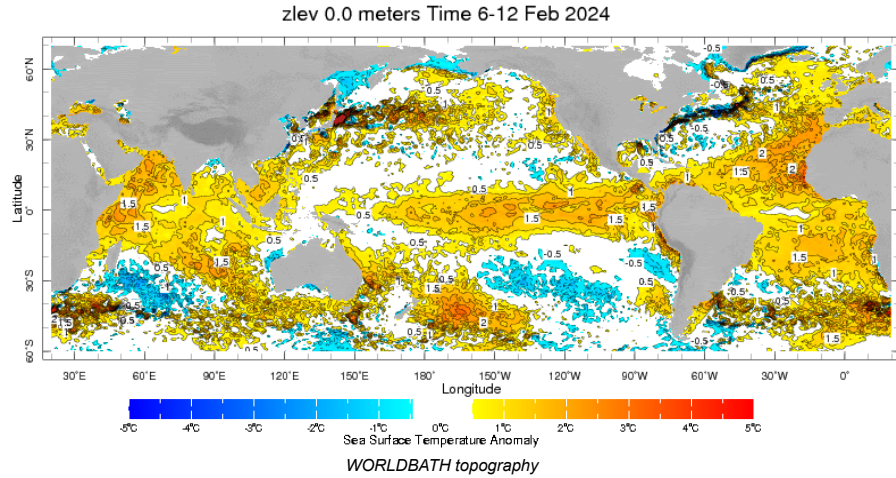 zlev 0.0 meters Time 6-12 Feb 2024
60°N
30°N
0°
30°S
60°S
Latitude
30°E 60°E 90°E 120°E 150°E 180° 150°W 120°W 90°W 60°W 30°W 0°
Longitude
-5°C -4°C -3°C -2°C -1°C 0°C 1°C 2°C 3°C 4°C 5°C
Sea Surface Temperature Anomaly
WORLDBATH topography